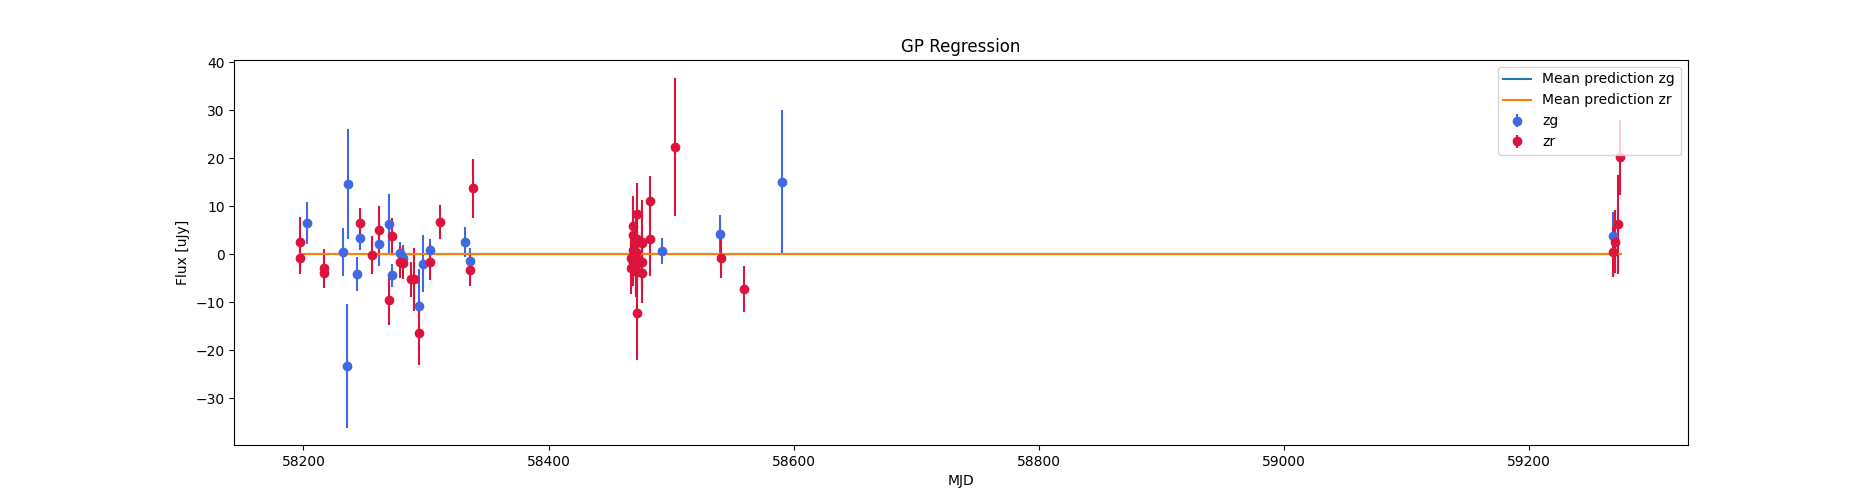 GP Regression
40
30
20
10
0
−10
−20
−30
Flux [uJy]
58200
58400
58600
58800
59000
59200
MJD
Mean prediction zg
Mean prediction zr
zg
zr